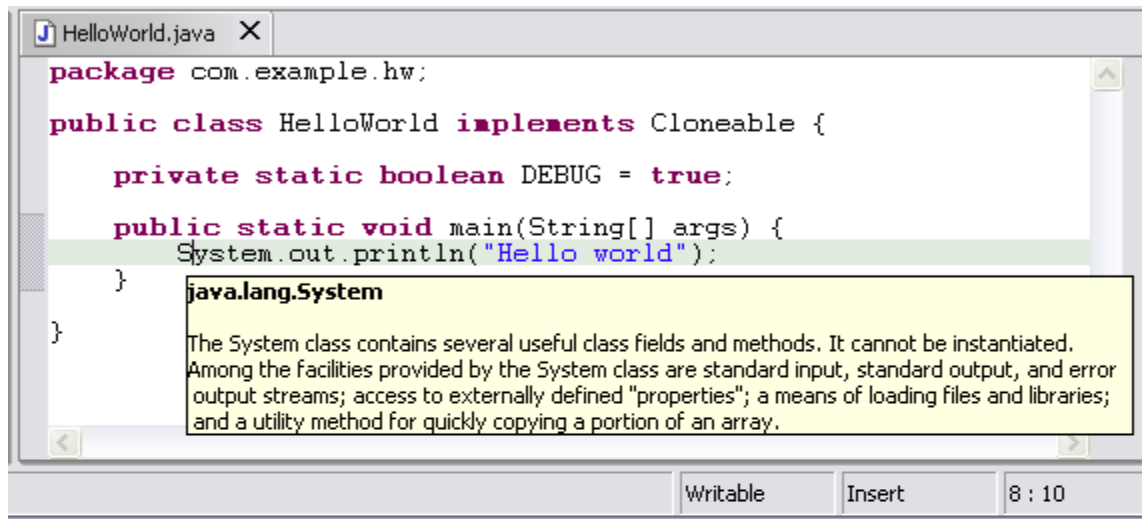 HelloWorld.java
package com.example.hw;
public class HelloWorld implements Cloneable {
private static boolean DEBUG = true;
public static void main(String[] args) {
System.out.println("Hello world");
}
java.lang.System
}
The System class contains several useful class fields and methods. It cannot be instantiated.
Among the facilities provided by the System class are standard input, standard output, and error
output streams; access to externally defined "properties"; a means of loading files and libraries;
and a utility method for quickly copying a portion of an array.
Writable Insert 8 : 10